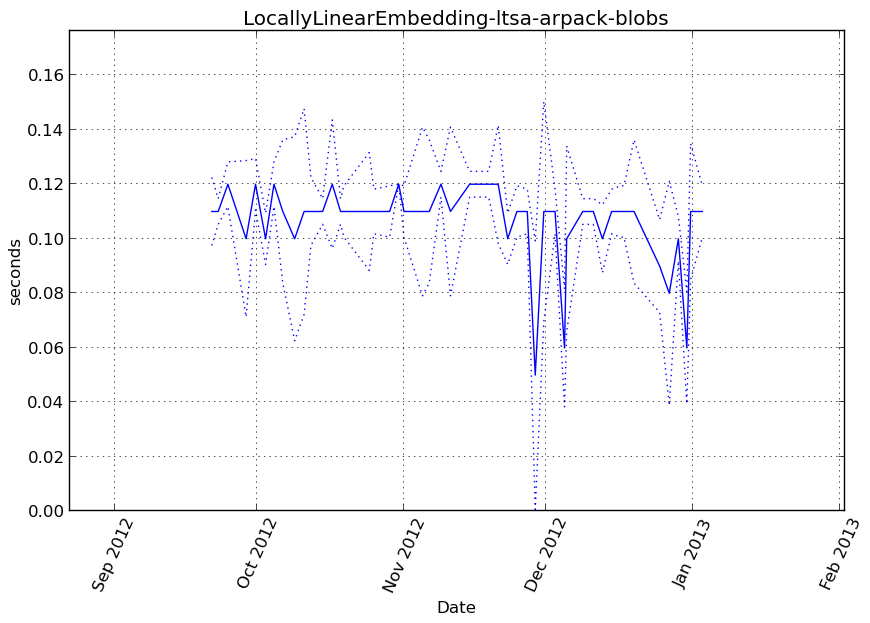 LocallyLinearEmbedding-ltsa-arpack-blobs
0.16
0.14
0.12
0.10
0.08
0.06
0.04
0.02
0.00
seconds
Sep 2012
Oct 2012
Nov 2012
Dec 2012
Jan 2013
Feb 2013
Date